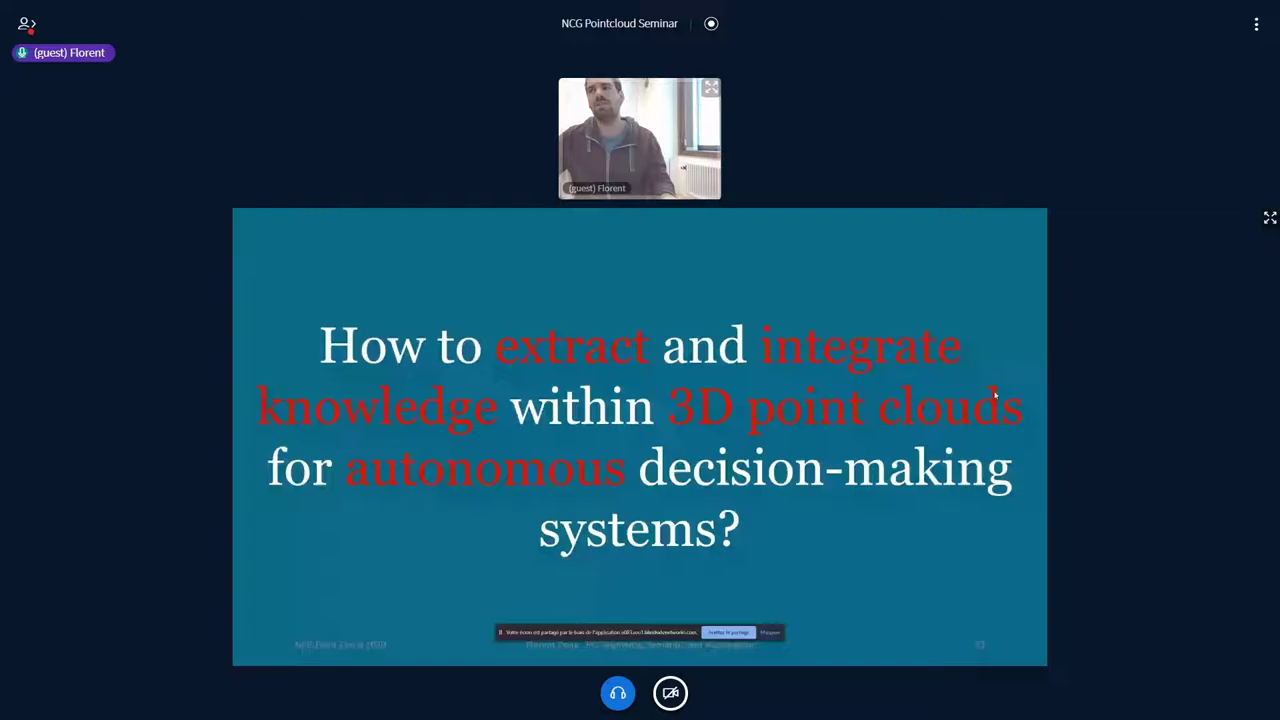 NCG Pointcloud Seminar
(guest) Florent
(guest) Florent
How to extract and integrate
knowledge within 3D point clouds
for autonomous decision-making
systems?